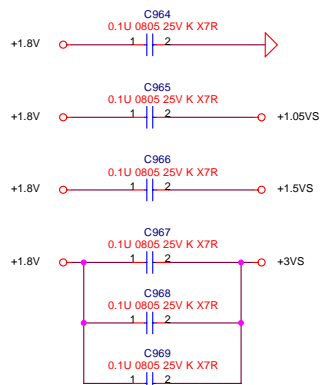 C964
0.1U 0805 25V K X7R
+1.8V 1 2
C965
0.1U 0805 25V K X7R
+1.8V 1 2 +1.05VS
C966
0.1U 0805 25V K X7R
+1.8V 1 2 +1.5VS
C967
0.1U 0805 25V K X7R
+1.8V 1 2 +3VS
C968
0.1U 0805 25V K X7R
1 2
C969
0.1U 0805 25V K X7R
1 2